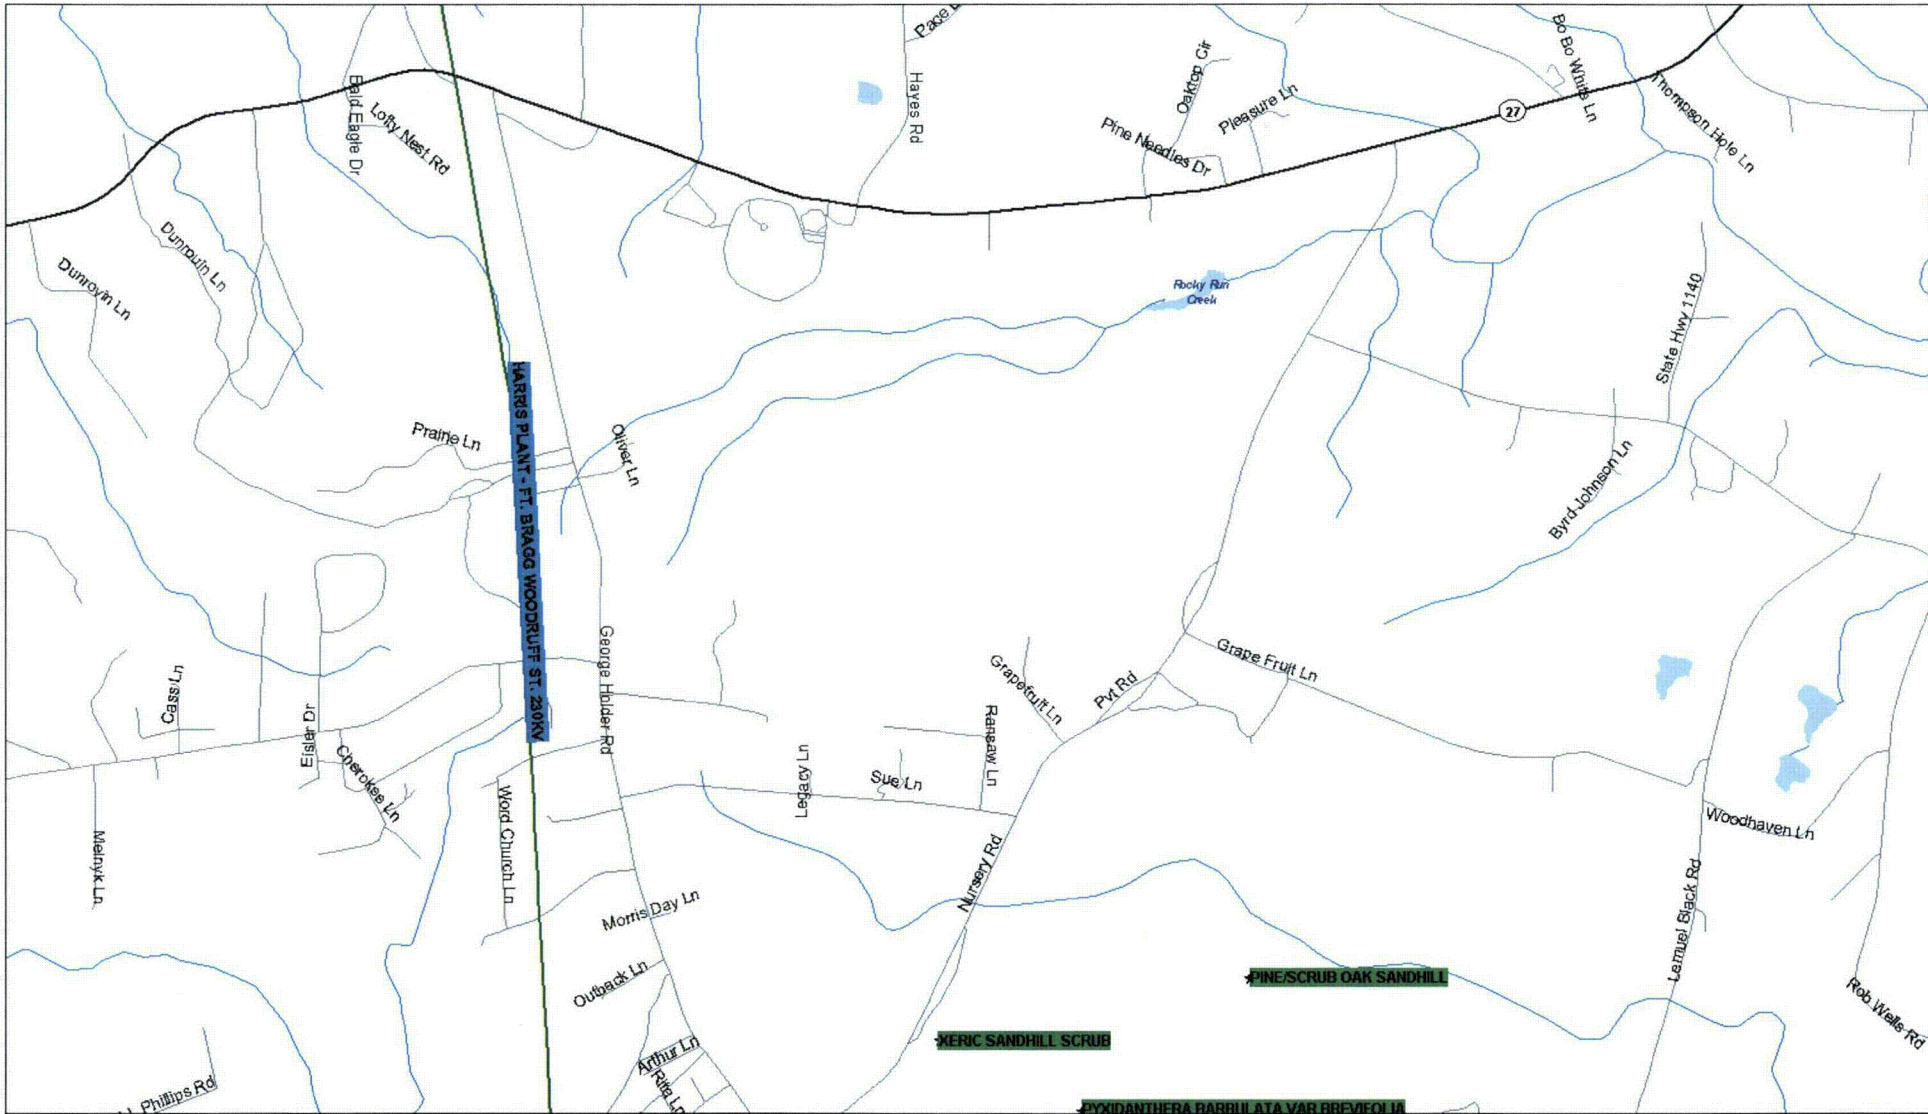 Pace
Bo Bo White Ln
Oaktop Cir
Hayes Rd
Bald Eagle Dr
Lofty Nest Rd
Pleasure Ln
27
Thompson Hole Ln
Pine Needles Dr
Dunrouin Ln
Dunroyin Ln
Rocky Run
Creek
State Hwy 1140
HARRIS PLANT - FT. BRAGG WOODRUFF ST. 230KV
Prairie Ln
Oliver Ln
Byrd-Johnson Ln
George Holder Rd
Grape Fruit Ln
Grapefruit Ln
Pvt Rd
Cass Ln
Eisler Dr
Cherokee Ln
Ransaw Ln
Legacy Ln
Sue Ln
Word Church Ln
Melnyk Ln
Nursery Rd
Woodhaven Ln
Lemuel Black Rd
Morris Day Ln
Outback Ln
PINE/SCRUB OAK SANDHILL
Rob Wells Rd
XERIC SANDHILL SCRUB
Arthur Ln
Rita Ln
Phillips Rd
PYXIDANTHERA BARBULATA VAR BREVIFOLIA